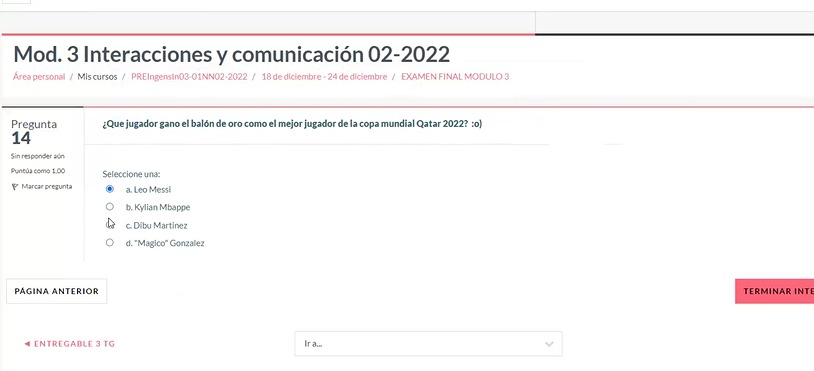 Mod. 3 Interacciones y comunicación 02-2022
Área personal / Mis cursos / PREIngensIn03-01NN02-2022 / 18 de diciembre - 24 de diciembre / EXAMEN FINAL MODULO 3
Pregunta
14
Sin responder aún
Puntúa como 1,00
Marcar pregunta
¿Que jugador gano el balón de oro como el mejor jugador de la copa mundial Qatar 2022? :o)
Seleccione una:
a. Leo Messi
b. Kylian Mbappe
c. Dibu Martinez
d. "Magico" Gonzalez
PÁGINA ANTERIOR
TERMINAR INTE
◄ ENTREGABLE 3 TG
Ir a...